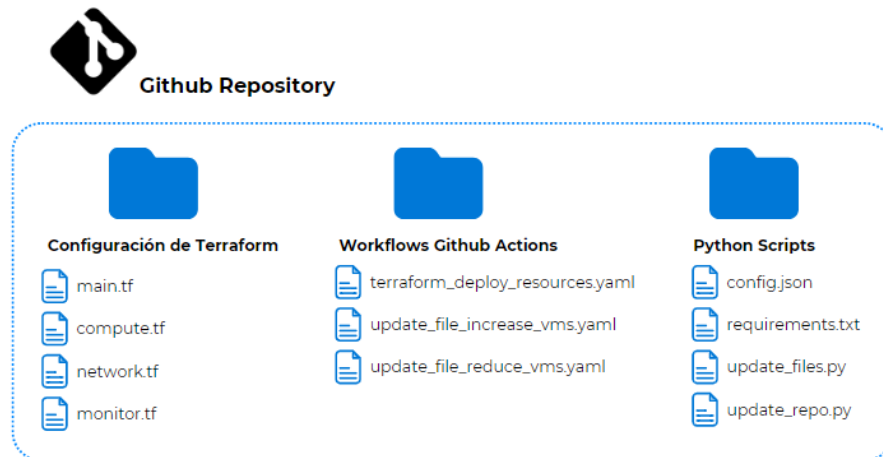 Github Repository
Configuración de Terraform
main.tf
compute.tf
network.tf
monitor.tf
Workflows Github Actions
terraform_deploy_resources.yaml
update_file_increase_vms.yaml
update_file_reduce_vms.yaml
Python Scripts
config.json
requirements.txt
update_files.py
update_repo.py